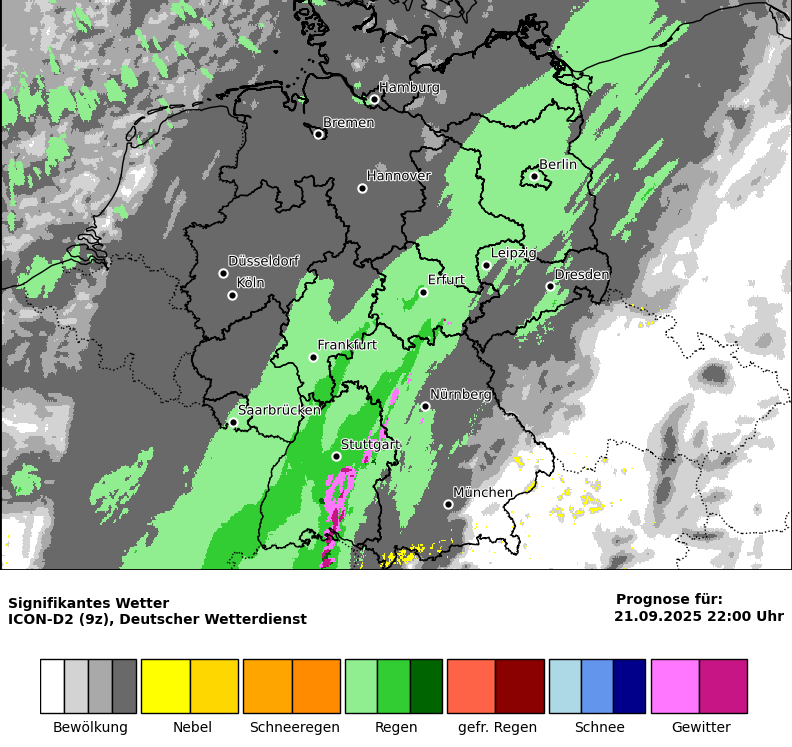 Hamburg
Bremen
Berlin
Hannover
Leipzig
Düsseldorf
Dresden
Köln
Erfurt
Frankfurt
Nürnberg
Saarbrücken
Stuttgart
München
Signifikantes Wetter
ICON-D2 (9z), Deutscher Wetterdienst
Prognose für:
21.09.2025 22:00 Uhr
Bewölkung Nebel Schneeregen Regen gefr. Regen Schnee Gewitter